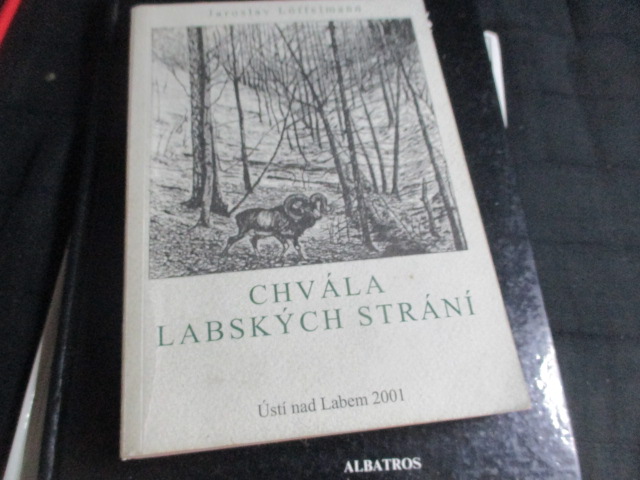 Jaroslav Löffelmann
CHVÁLA
LABSKÝCH STRÁNÍ
Ústí nad Labem 2001
ALBATROS